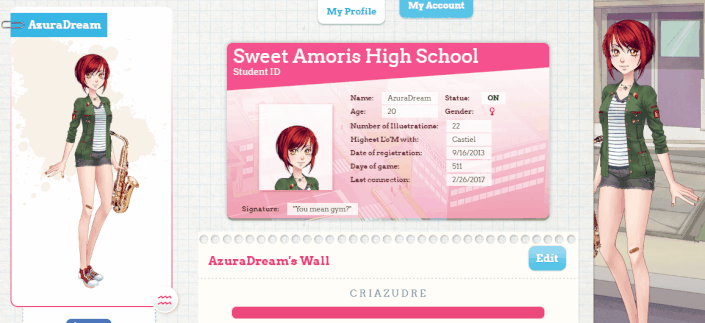 AzuraDream
My Profile
My Account
Sweet Amoris High School
Student ID
Name: AzuraDream Status: ON
Age: 20 Gender: ♀
Number of Illustrations: 22
Highest L'o'M with: Castiel
Date of registration: 9/16/2013
Days of game: 511
Last connection: 2/26/2017
Signature: "You mean gym?"
AzuraDream's Wall
Edit
CRIAZUDRE